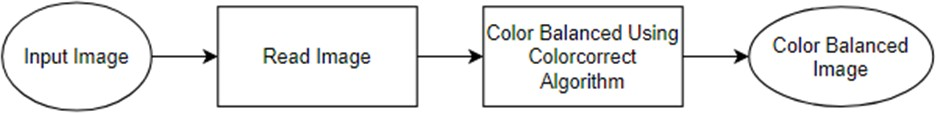 Input Image
Read Image
Color Balanced Using
Colorcorrect
Algorithm
Color Balanced
Image